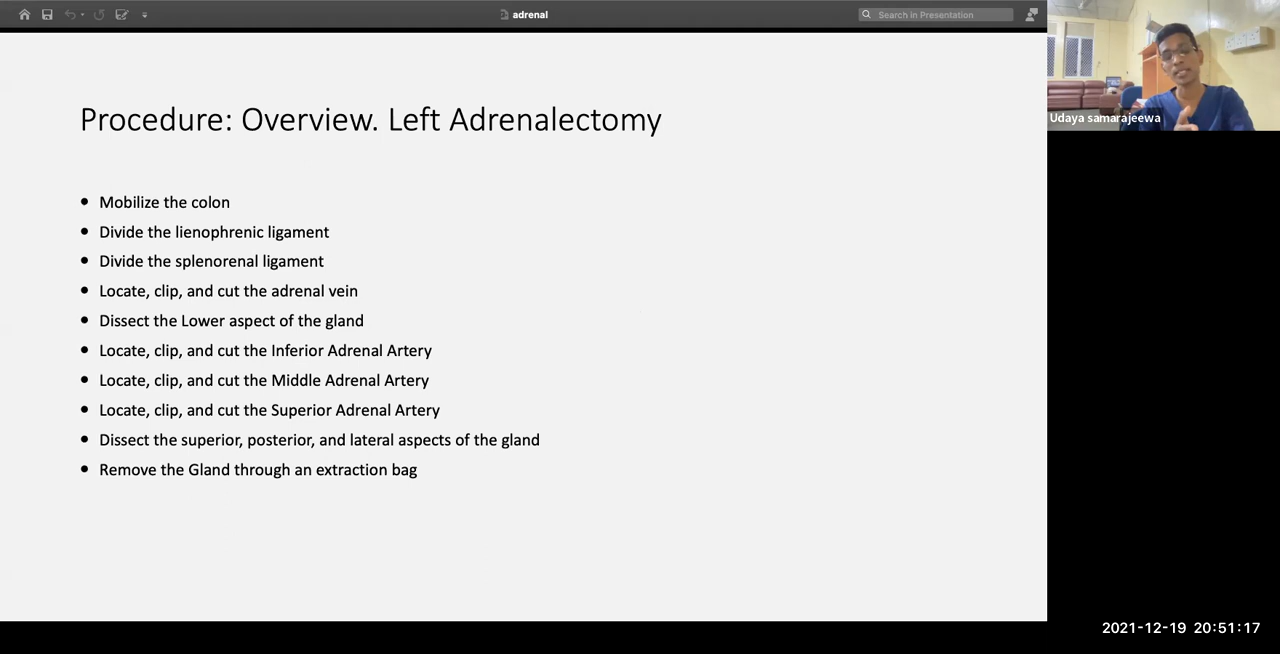 adrenal
Search in Presentation
Procedure: Overview. Left Adrenalectomy
Udaya samarajeewa
• Mobilize the colon
• Divide the lienophrenic ligament
• Divide the splenorenal ligament
• Locate, clip, and cut the adrenal vein
• Dissect the Lower aspect of the gland
• Locate, clip, and cut the Inferior Adrenal Artery
• Locate, clip, and cut the Middle Adrenal Artery
• Locate, clip, and cut the Superior Adrenal Artery
• Dissect the superior, posterior, and lateral aspects of the gland
• Remove the Gland through an extraction bag
2021-12-19 20:51:17